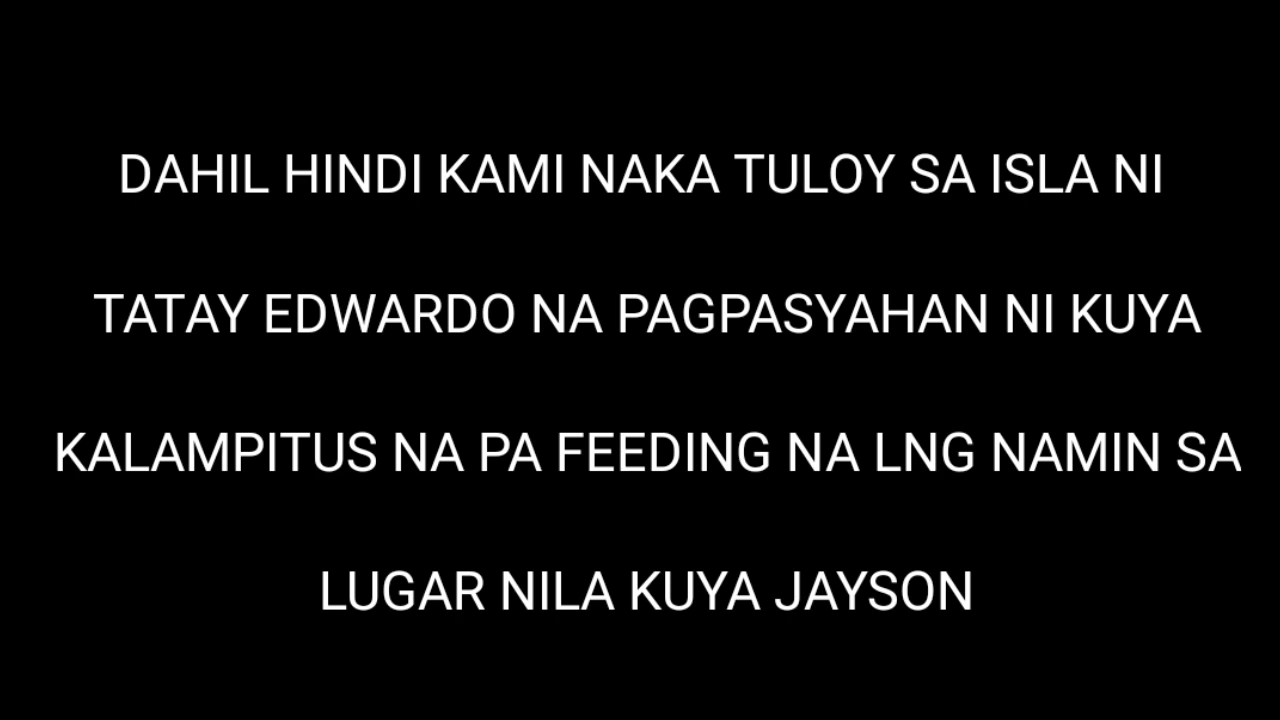 DAHIL HINDI KAMI NAKA TULOY SA ISLA NI
TATAY EDWARDO NA PAGPASYAHAN NI KUYA
KALAMPITUS NA PA FEEDING NA LNG NAMIN SA
LUGAR NILA KUYA JAYSON